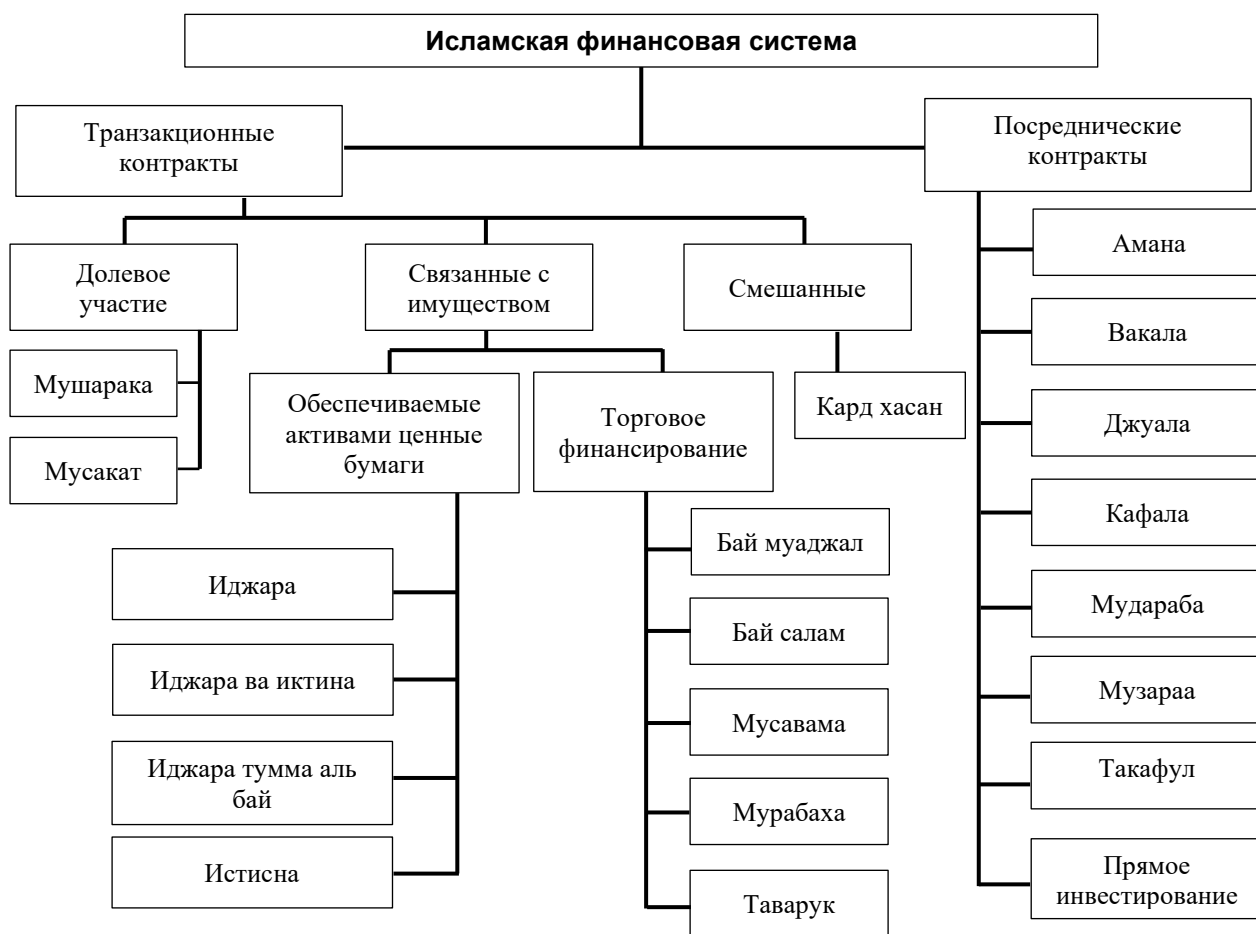 Исламская финансовая система
Транзакционные
контракты
Посреднические
контракты
Долевое
участие
Связанные с
имуществом
Смешанные
Мушарака
Мусакат
Обеспечиваемые
активами ценные
бумаги
Торговое
финансирование
Кард хасан
Иджара
Иджара ва иктина
Иджара тумма аль
бай
Истисна
Бай муаджал
Бай салам
Мусавама
Мурабаха
Таварук
Амана
Вакала
Джуала
Кафала
Мудараба
Музараа
Такафул
Прямое
инвестирование